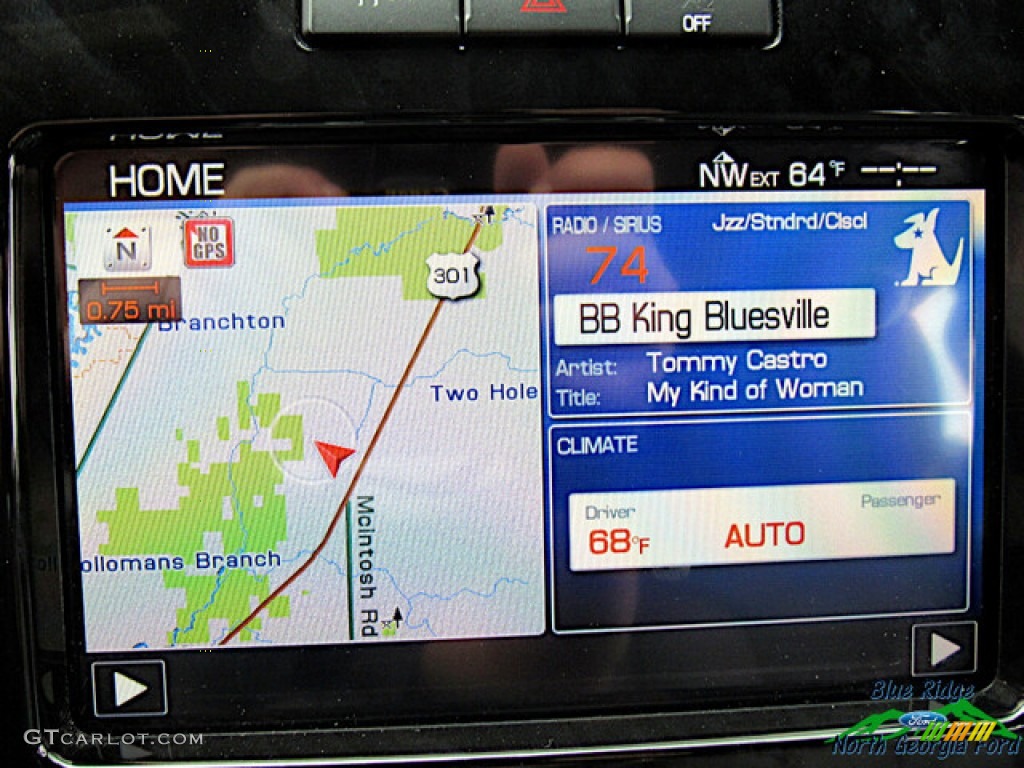 OFF
HOME
NW EXT 64°F --:--
N
NO GPS
0.75 mi
Branchton
301
Two Hole
ollomans Branch
McIntosh Rd
RADIO / SIRIUS Jzz/Stndrd/Clscl
74
BB King Bluesville
Artist: Tommy Castro
Title: My Kind of Woman
CLIMATE
Driver Passenger
68°F AUTO
GTCARLOT.COM
Blue Ridge
Ford
North Georgia Ford